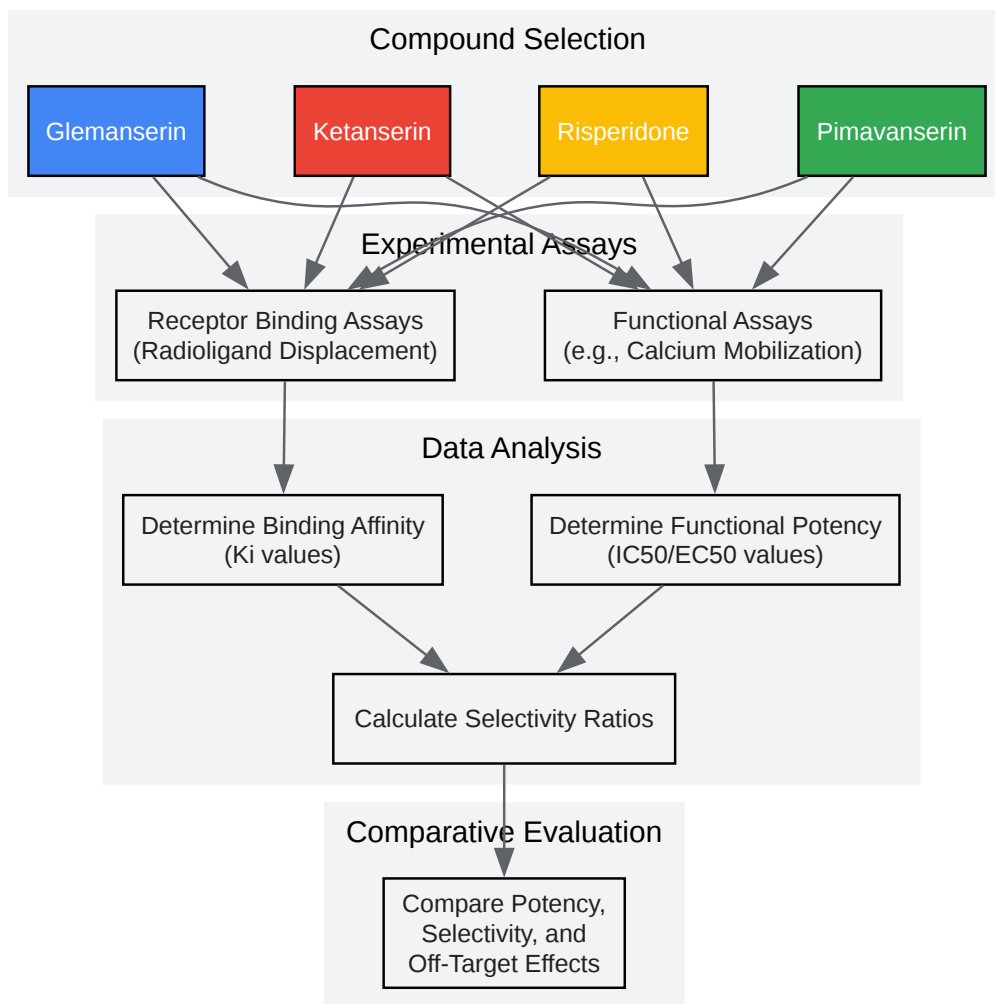 Compound Selection
Glemanserin
Ketanserin
Risperidone
Pimavanserin
Experimental Assays
Receptor Binding Assays
(Radioligand Displacement)
Functional Assays
(e.g., Calcium Mobilization)
Data Analysis
Determine Binding Affinity
(Ki values)
Determine Functional Potency
(IC50/EC50 values)
Calculate Selectivity Ratios
Comparative Evaluation
Compare Potency,
Selectivity, and
Off-Target Effects